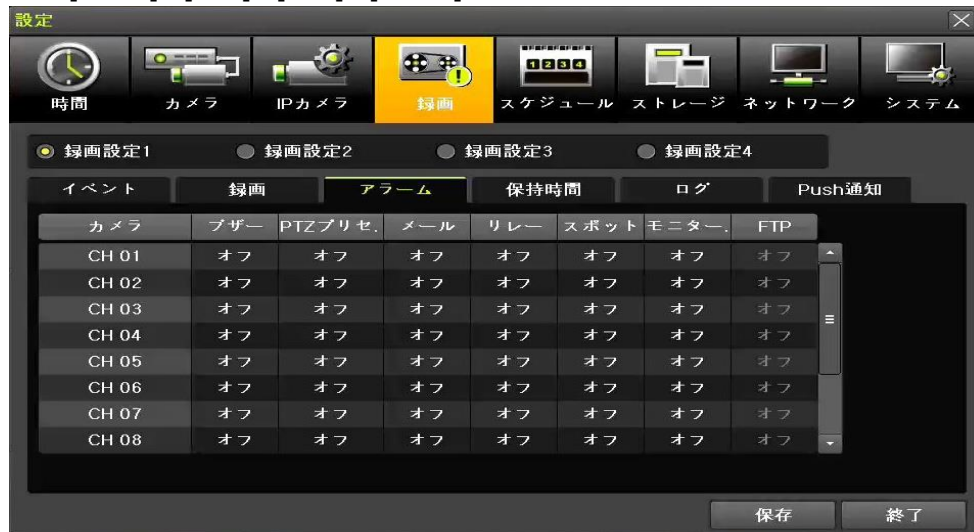 設定
時間 カメラ IPカメラ 録画 スケジュール ストレージ ネットワーク システム
録画設定1 録画設定2 録画設定3 録画設定4
イベント 録画 アラーム 保持時間 ログ Push通知
カメラ ブザー PTZプリセ. メール リレー スポット モニター. FTP
CH 01 オフ オフ オフ オフ オフ オフ オフ
CH 02 オフ オフ オフ オフ オフ オフ オフ
CH 03 オフ オフ オフ オフ オフ オフ オフ
CH 04 オフ オフ オフ オフ オフ オフ オフ
CH 05 オフ オフ オフ オフ オフ オフ オフ
CH 06 オフ オフ オフ オフ オフ オフ オフ
CH 07 オフ オフ オフ オフ オフ オフ オフ
CH 08 オフ オフ オフ オフ オフ オフ オフ
保存 終了